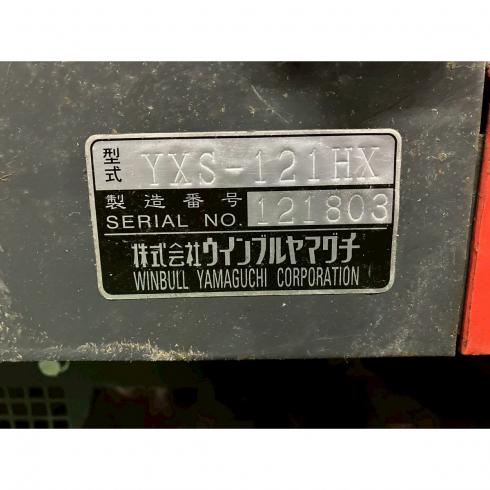 型式 YXS-121HX
製造番号
SERIAL NO. 121803
株式会社ウインブルヤマグチ
WINBULL YAMAGUCHI CORPORATION